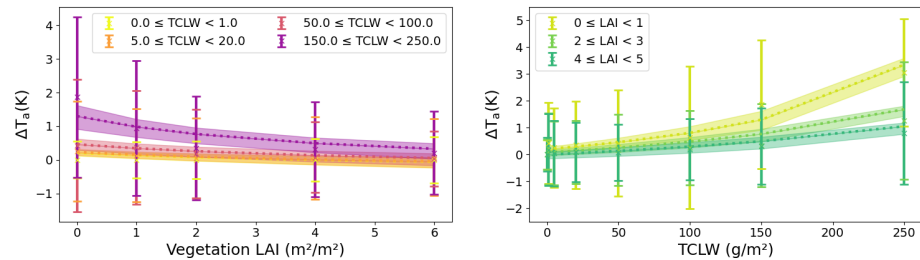 0.0 ≤ TCLW < 1.0
50.0 ≤ TCLW < 100.0
5.0 ≤ TCLW < 20.0
150.0 ≤ TCLW < 250.0
4
3
2
1
0
−1
ΔTₐ(K)
0 1 2 3 4 5 6
Vegetation LAI (m²/m²)
0 ≤ LAI < 1
2 ≤ LAI < 3
4 ≤ LAI < 5
5
4
3
2
1
0
−1
−2
ΔTₐ(K)
0 50 100 150 200 250
TCLW (g/m²)